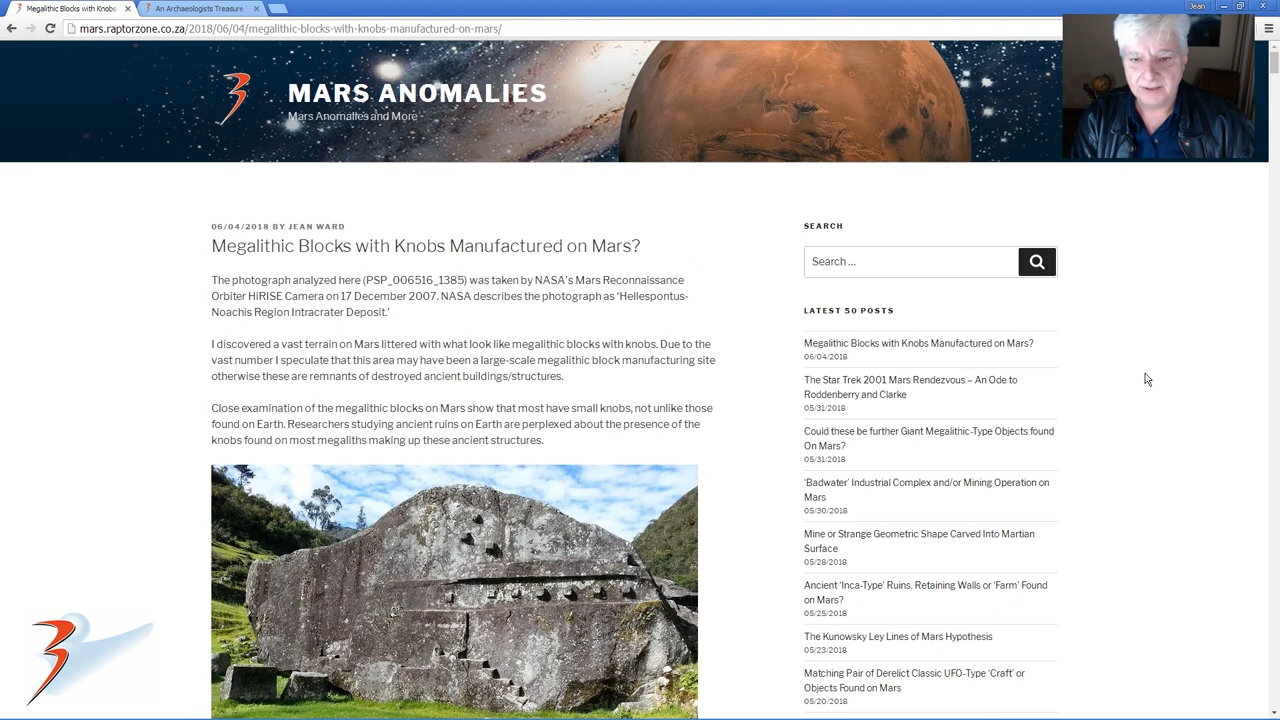 Megalithic Blocks with Knobs
An Archaeologists Treasure
Jean
mars.raptorzone.co.za/2018/06/04/megalithic-blocks-with-knobs-manufactured-on-mars/
MARS ANOMALIES
Mars Anomalies and More
06/04/2018 BY JEAN WARD
Megalithic Blocks with Knobs Manufactured on Mars?
The photograph analyzed here (PSP_006516_1385) was taken by NASA's Mars Reconnaissance
Orbiter HiRISE Camera on 17 December 2007. NASA describes the photograph as ‘Hellespontus-
Noachis Region Intracrater Deposit.’
I discovered a vast terrain on Mars littered with what look like megalithic blocks with knobs. Due to the
vast number I speculate that this area may have been a large-scale megalithic block manufacturing site
otherwise these are remnants of destroyed ancient buildings/structures.
Close examination of the megalithic blocks on Mars show that most have small knobs, not unlike those
found on Earth. Researchers studying ancient ruins on Earth are perplexed about the presence of the
knobs found on most megaliths making up these ancient structures.
SEARCH
Search …
LATEST 50 POSTS
Megalithic Blocks with Knobs Manufactured on Mars?
06/04/2018
The Star Trek 2001 Mars Rendezvous – An Ode to
Roddenberry and Clarke
05/31/2018
Could these be further Giant Megalithic-Type Objects found
On Mars?
05/31/2018
‘Badwater’ Industrial Complex and/or Mining Operation on
Mars
05/30/2018
Mine or Strange Geometric Shape Carved Into Martian
Surface
05/28/2018
Ancient ‘Inca-Type’ Ruins, Retaining Walls or ‘Farm’ Found
on Mars?
05/25/2018
The Kunowsky Ley Lines of Mars Hypothesis
05/23/2018
Matching Pair of Derelict Classic UFO-Type ‘Craft’ or
Objects Found on Mars
05/20/2018